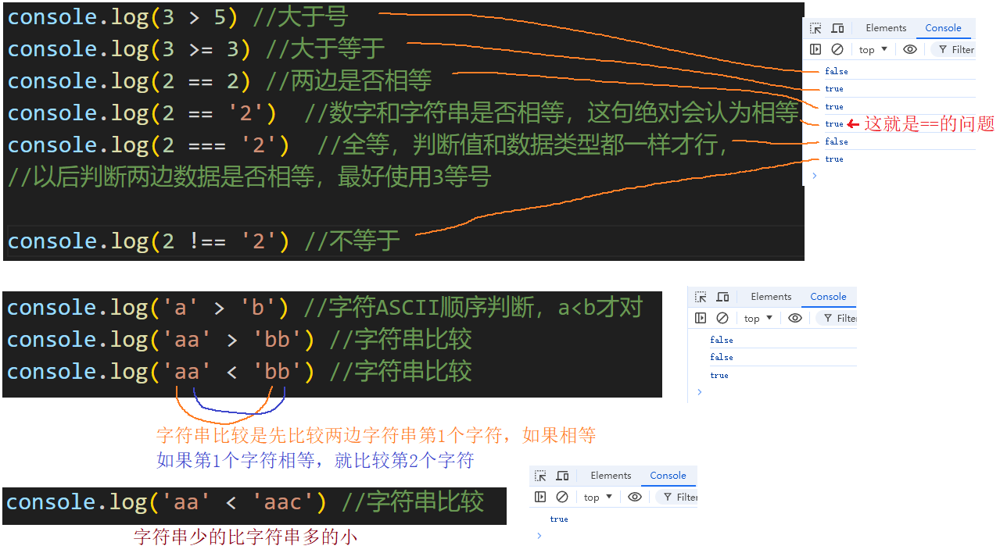 console.log(3 > 5) //大于号
console.log(3 >= 3) //大于等于
console.log(2 == 2) //两边是否相等
console.log(2 == '2')  //数字和字符串是否相等，这句绝对会认为相等
console.log(2 === '2')  //全等，判断值和数据类型都一样才行，
//以后判断两边数据是否相等，最好使用3等号
console.log(2 !== '2') //不等于
Elements Console
top ▼ Filter
false
true
true
true 这就是==的问题
false
true
>
console.log('a' > 'b') //字符ASCII顺序判断，a<b才对
console.log('aa' > 'bb') //字符串比较
console.log('aa' < 'bb') //字符串比较
Elements Console
top ▼ Filte
false
false
true
>
字符串比较是先比较两边字符串第1个字符，如果相等
如果第1个字符相等，就比较第2个字符
console.log('aa' < 'aac') //字符串比较
字符串少的比字符串多的小
Elements Console
top ▼ Filter
true
>